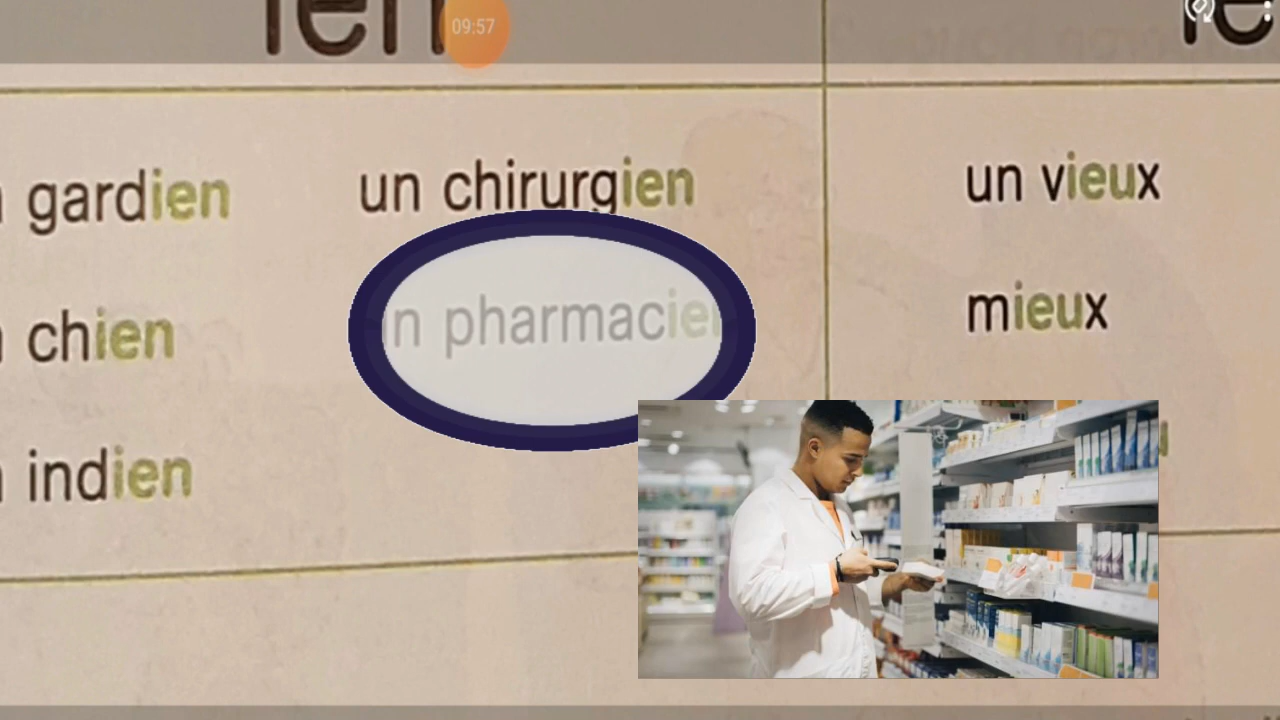 ien
09:57
gardien un chirurgien un vieux
chien pharmacien mieux
indien